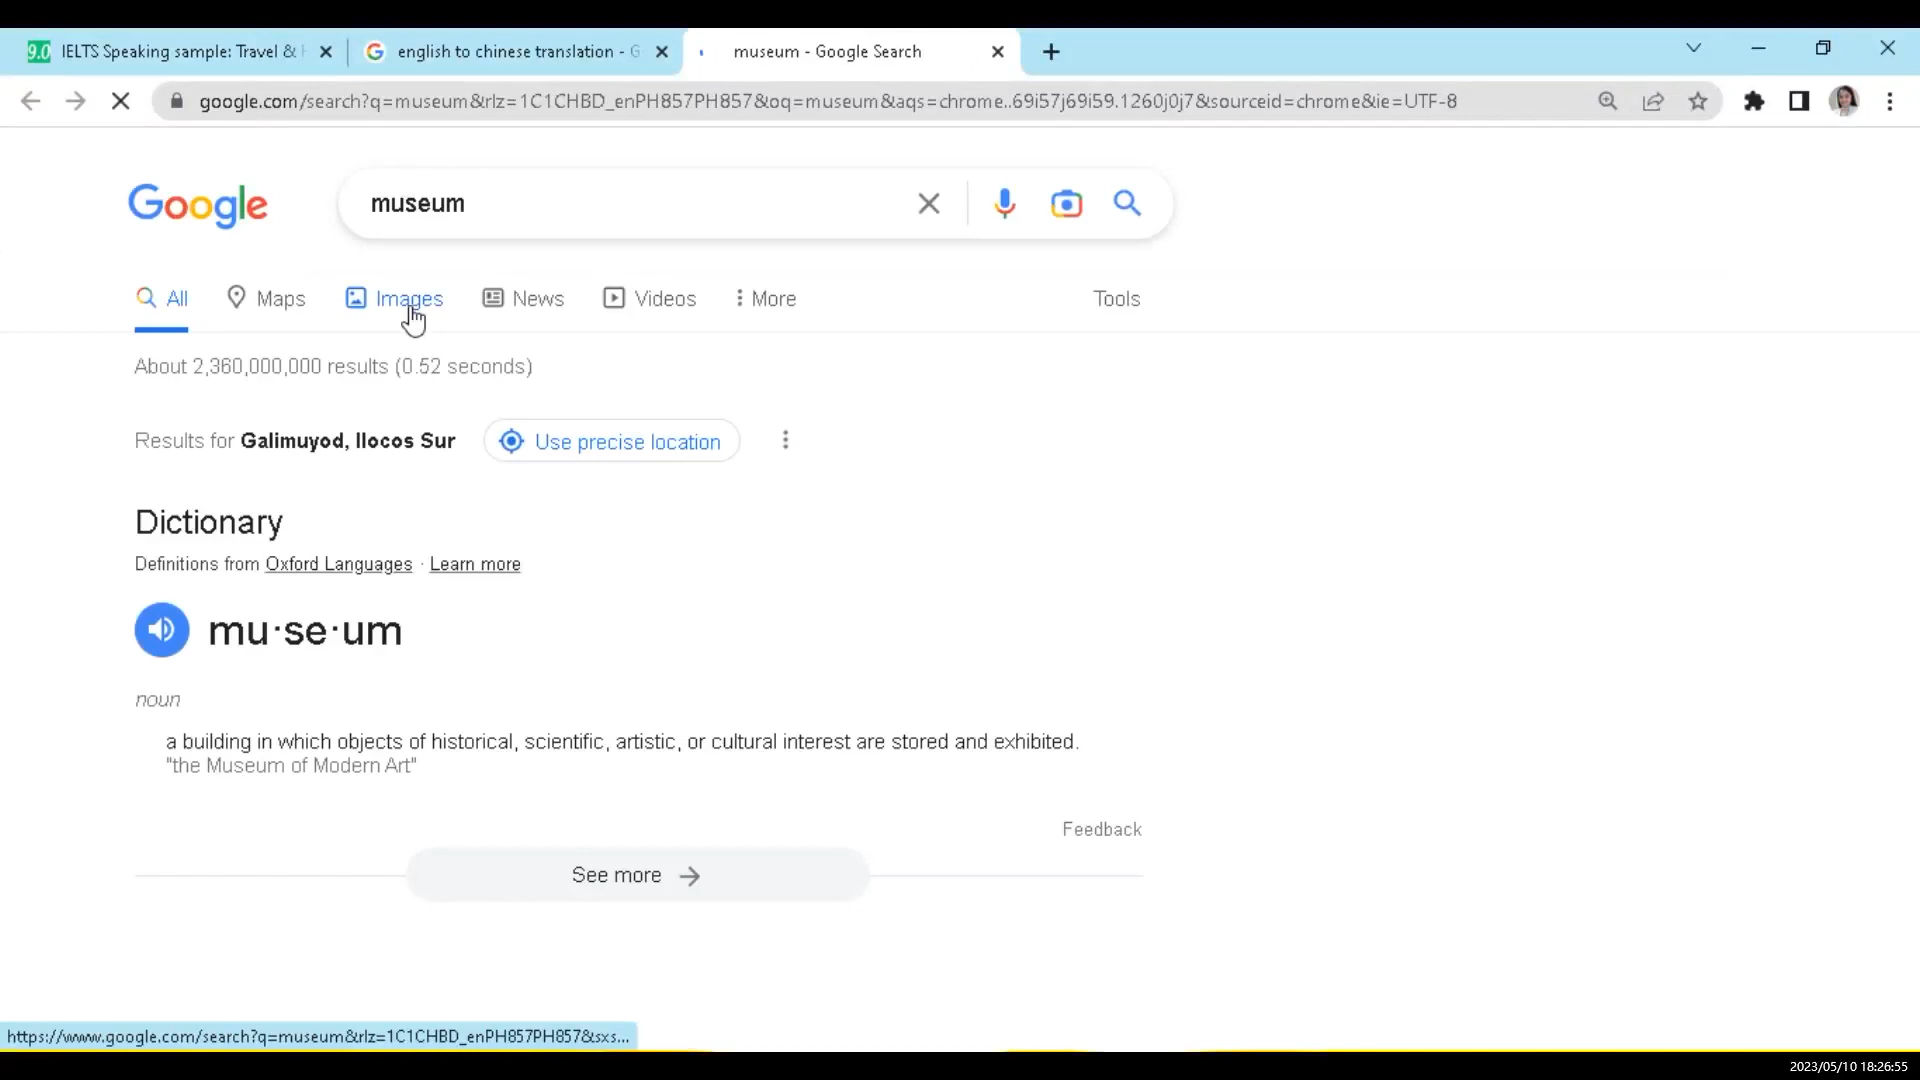 9.0 IELTS Speaking sample: Travel &
english to chinese translation - G
museum - Google Search
google.com/search?q=museum&rlz=1C1CHBD_enPH857PH857&oq=museum&aqs=chrome..69i57j69i59.1260j0j7&sourceid=chrome&ie=UTF-8
Google
museum
All
Maps
Images
News
Videos
More
Tools
About 2,360,000,000 results (0.52 seconds)
Results for Galimuyod, Ilocos Sur
Use precise location
Dictionary
Definitions from Oxford Languages · Learn more
mu·se·um
noun
a building in which objects of historical, scientific, artistic, or cultural interest are stored and exhibited.
"the Museum of Modern Art"
Feedback
See more
https://www.google.com/search?q=museum&rlz=1C1CHBD_enPH857PH857&sxs...
2023/05/10 18:26:55